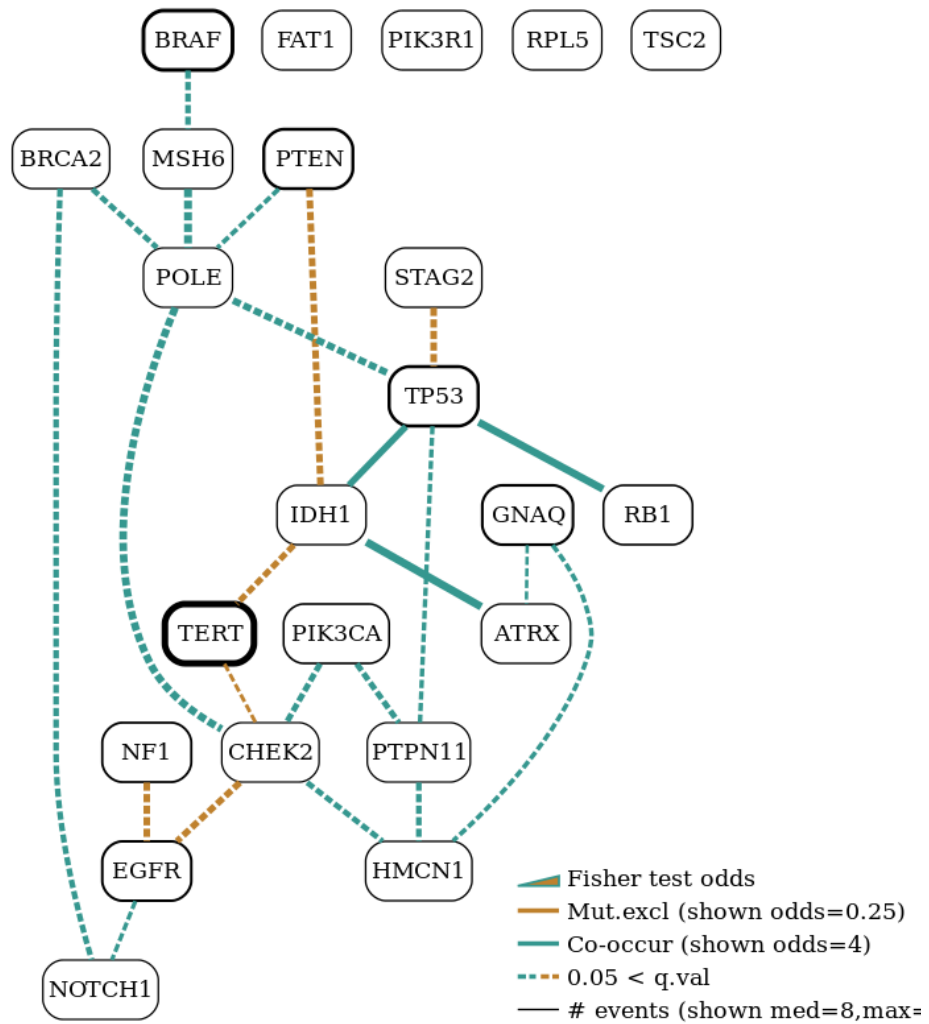 BRAF FAT1 PIK3R1 RPL5 TSC2
BRCA2 MSH6 PTEN
POLE STAG2
TP53
IDH1 GNAQ RB1
TERT PIK3CA ATRX
NF1 CHEK2 PTPN11
EGFR HMCN1
Fisher test odds
Mut.excl (shown odds=0.25)
Co-occur (shown odds=4)
0.05 < q.val
NOTCH1
# events (shown med=8,max=